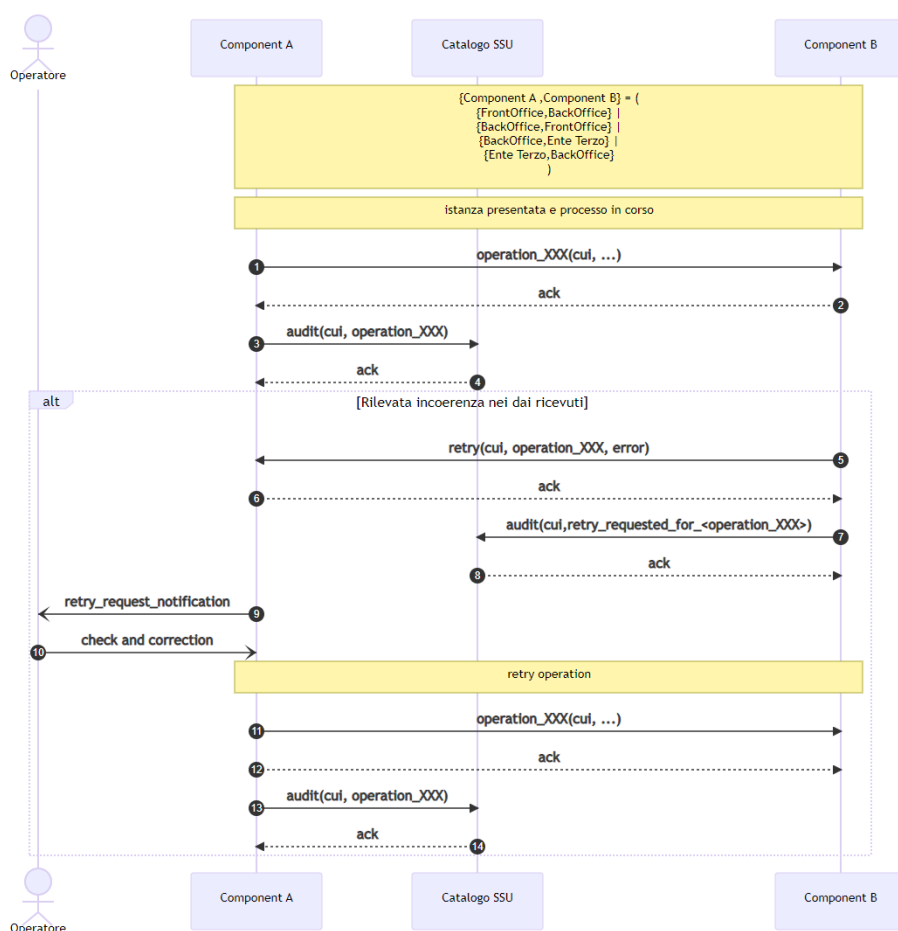 Operatore
Component A
Catalogo SSU
Component B
{Component A ,Component B} = (
{FrontOffice,BackOffice} |
{BackOffice,FrontOffice} |
{BackOffice,Ente Terzo} |
{Ente Terzo,BackOffice}
)
istanza presentata e processo in corso
operation_XXX(cui, ...)
1
ack
2
audit(cui, operation_XXX)
3
ack
4
alt
[Rilevata incoerenza nei dai ricevuti]
retry(cui, operation_XXX, error)
5
ack
6
audit(cui,retry_requested_for_<operation_XXX>)
7
ack
8
retry_request_notification
9
check and correction
10
retry operation
operation_XXX(cui, ...)
11
ack
12
audit(cui, operation_XXX)
13
ack
14
Operatore
Component A
Catalogo SSU
Component B